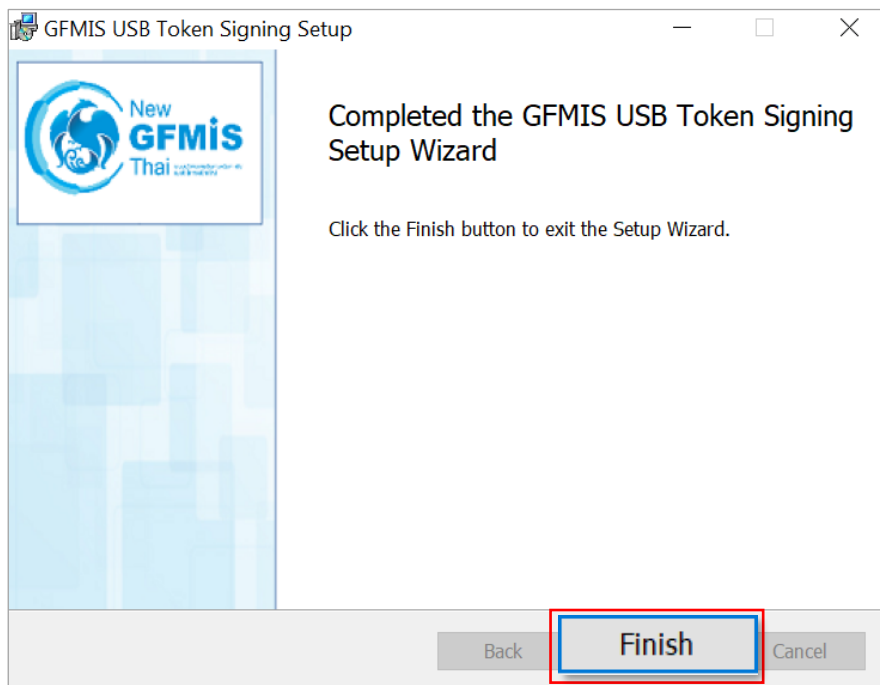 GFMIS USB Token Signing Setup
New
GFMIS
Thai
Completed the GFMIS USB Token Signing
Setup Wizard
Click the Finish button to exit the Setup Wizard.
Back
Finish
Cancel